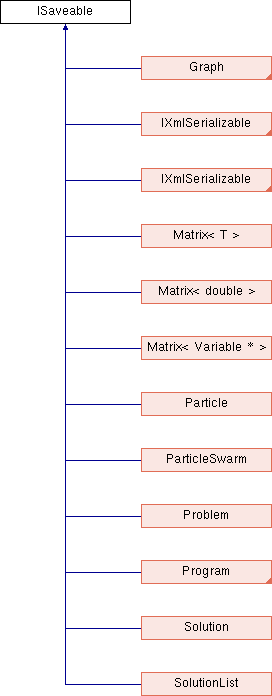 ISaveable
Graph
IXmlSerializable
IXmlSerializable
Matrix< T >
Matrix< double >
Matrix< Variable * >
Particle
ParticleSwarm
Problem
Program
Solution
SolutionList